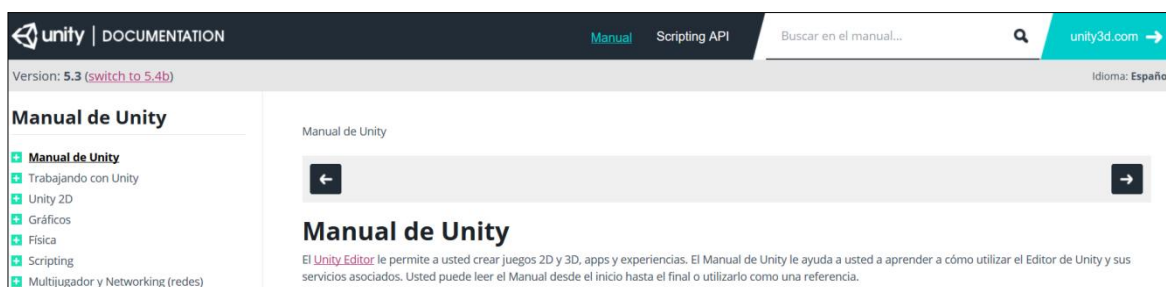 unity | DOCUMENTATION
Manual
Scripting API
Buscar en el manual...
unity3d.com
Version: 5.3 (switch to 5.4b)
Idioma: Españo
Manual de Unity
Manual de Unity
Trabajando con Unity
Unity 2D
Gráficos
Física
Scripting
Multijugador y Networking (redes)
Manual de Unity
Manual de Unity
El Unity Editor le permite a usted crear juegos 2D y 3D, apps y experiencias. El Manual de Unity le ayuda a usted a aprender a cómo utilizar el Editor de Unity y sus
servicios asociados. Usted puede leer el Manual desde el inicio hasta el final o utilizarlo como una referencia.